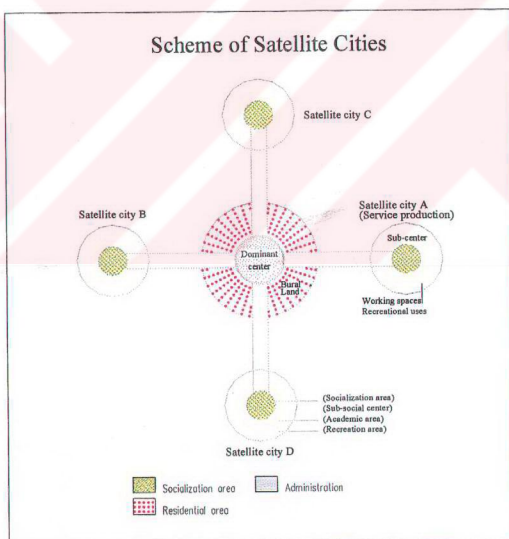 Scheme of Satellite Cities
Satellite city C
Satellite city B
Satellite city A
(Service production)
Sub-center
Dominant
center
Bural
Land
Working spaces
Recreational uses
(Socialization area)
(Sub-social center)
(Academic area)
(Recreation area)
Satellite city D
Socialization area
Administration
Residential area